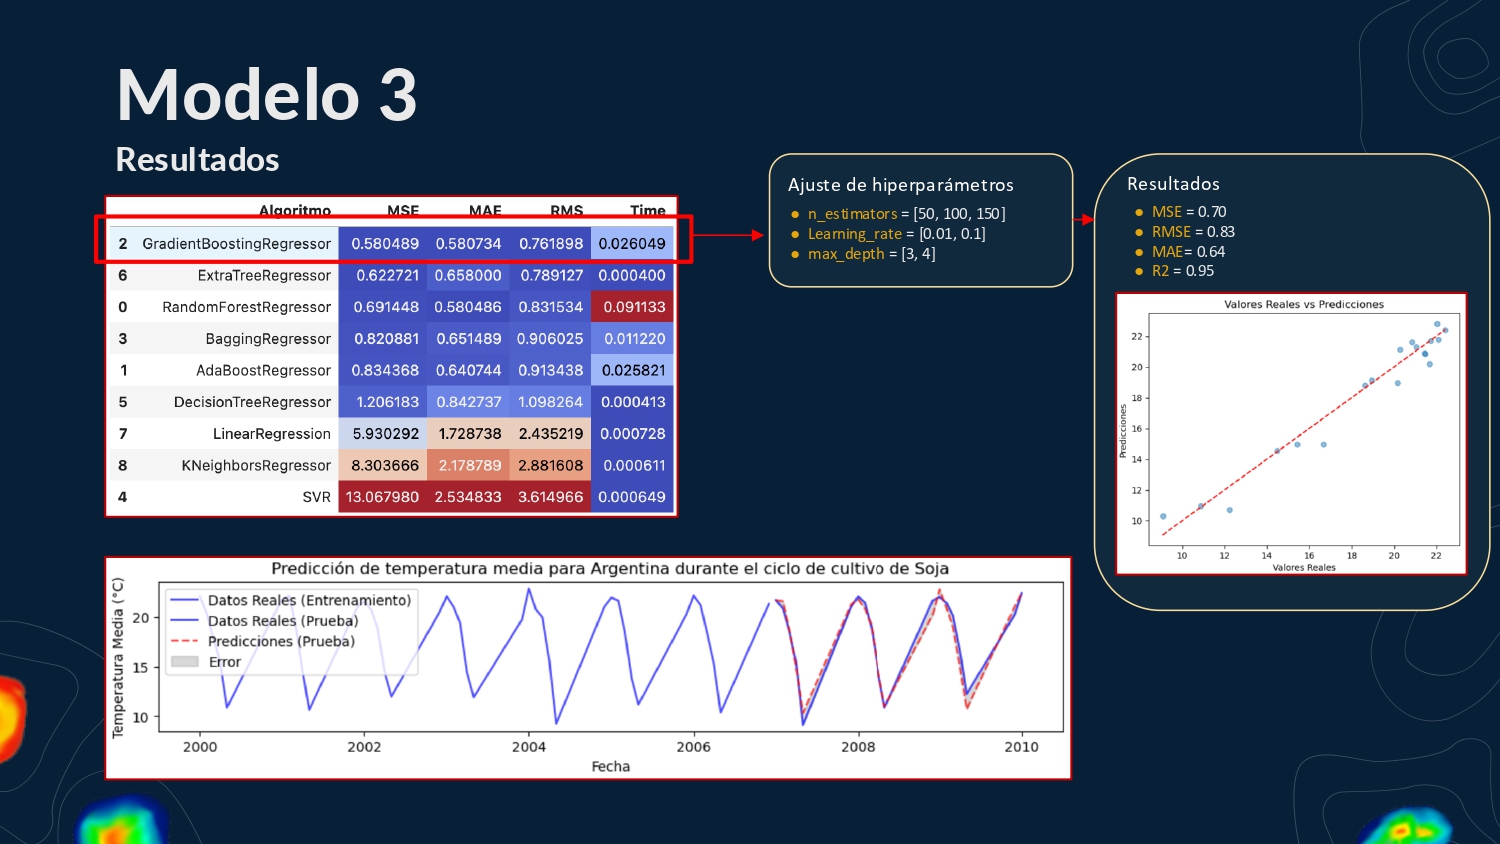 Modelo 3
Resultados
Algoritmo MSE MAE RMS Time
2 GradientBoostingRegressor 0.580489 0.580734 0.761898 0.026049
6 ExtraTreeRegressor 0.622721 0.658000 0.789127 0.000400
0 RandomForestRegressor 0.691448 0.580486 0.831534 0.091133
3 BaggingRegressor 0.820881 0.651489 0.906025 0.011220
1 AdaBoostRegressor 0.834368 0.640744 0.913438 0.025821
5 DecisionTreeRegressor 1.206183 0.842737 1.098264 0.000413
7 LinearRegression 5.930292 1.728738 2.435219 0.000728
8 KNeighborsRegressor 8.303666 2.178789 2.881608 0.000611
4 SVR 13.067980 2.534833 3.614966 0.000649
Ajuste de hiperparámetros
● n_estimators = [50, 100, 150]
● Learning_rate = [0.01, 0.1]
● max_depth = [3, 4]
Resultados
● MSE = 0.70
● RMSE = 0.83
● MAE= 0.64
● R2 = 0.95
Valores Reales vs Predicciones
Predicciones
22
20
18
16
14
12
10
10 12 14 16 18 20 22
Valores Reales
Predicción de temperatura media para Argentina durante el ciclo de cultivo de Soja
Temperatura Media (°C)
Datos Reales (Entrenamiento)
Datos Reales (Prueba)
Predicciones (Prueba)
Error
20
15
10
2000 2002 2004 2006 2008 2010
Fecha